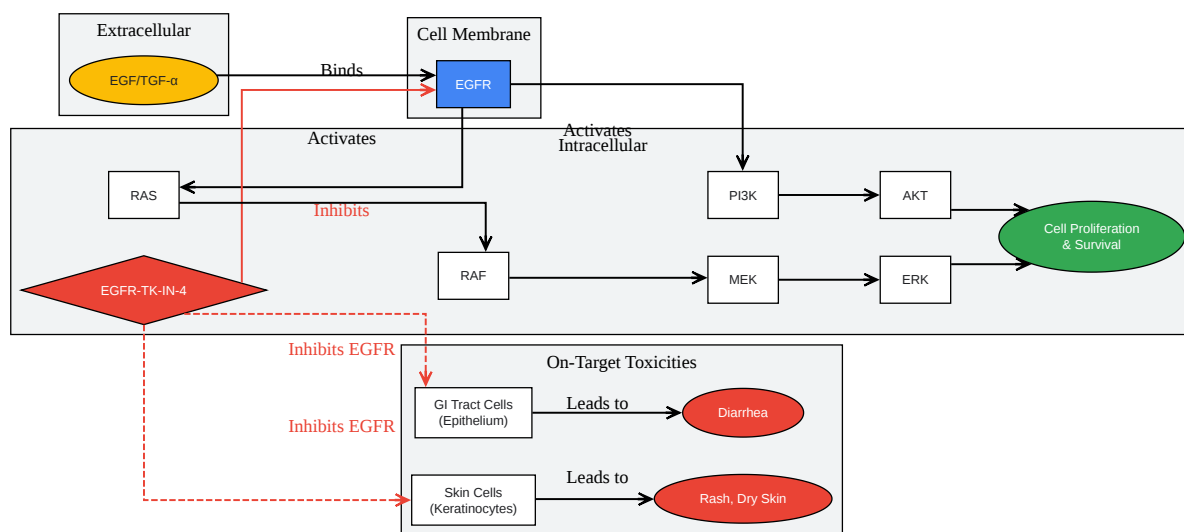 Extracellular
Cell Membrane
EGF/TGF-α
Binds
EGFR
Activates
Activates
Intracellular
RAS
Inhibits
PI3K
AKT
Cell Proliferation
& Survival
EGFR-TK-IN-4
RAF
MEK
ERK
Inhibits EGFR
On-Target Toxicities
GI Tract Cells
(Epithelium)
Leads to
Diarrhea
Inhibits EGFR
Skin Cells
(Keratinocytes)
Leads to
Rash, Dry Skin